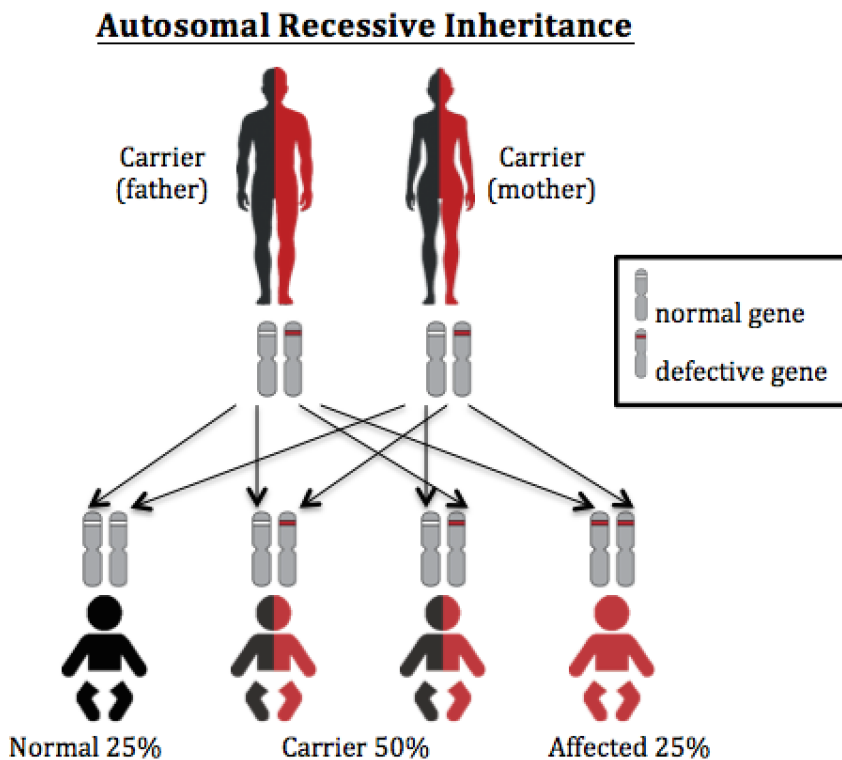 Autosomal Recessive Inheritance
Carrier
(father)
Carrier
(mother)
normal gene
defective gene
Normal 25%
Carrier 50%
Affected 25%